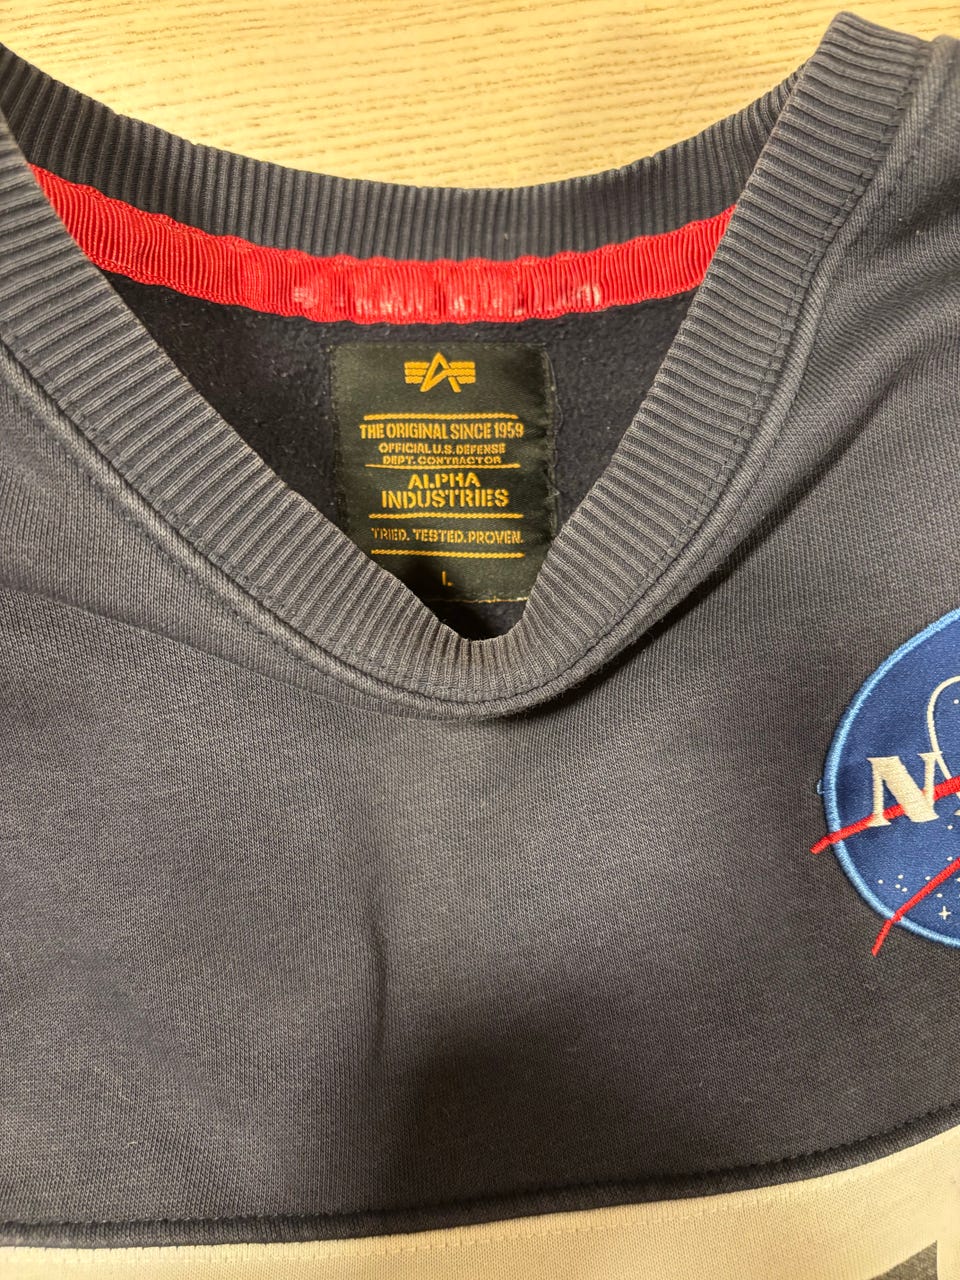 THE ORIGINAL SINCE 1959
OFFICIAL U.S. DEFENSE
DEPT. CONTRACTOR
ALPHA
INDUSTRIES
TRIED. TESTED. PROVEN.
L